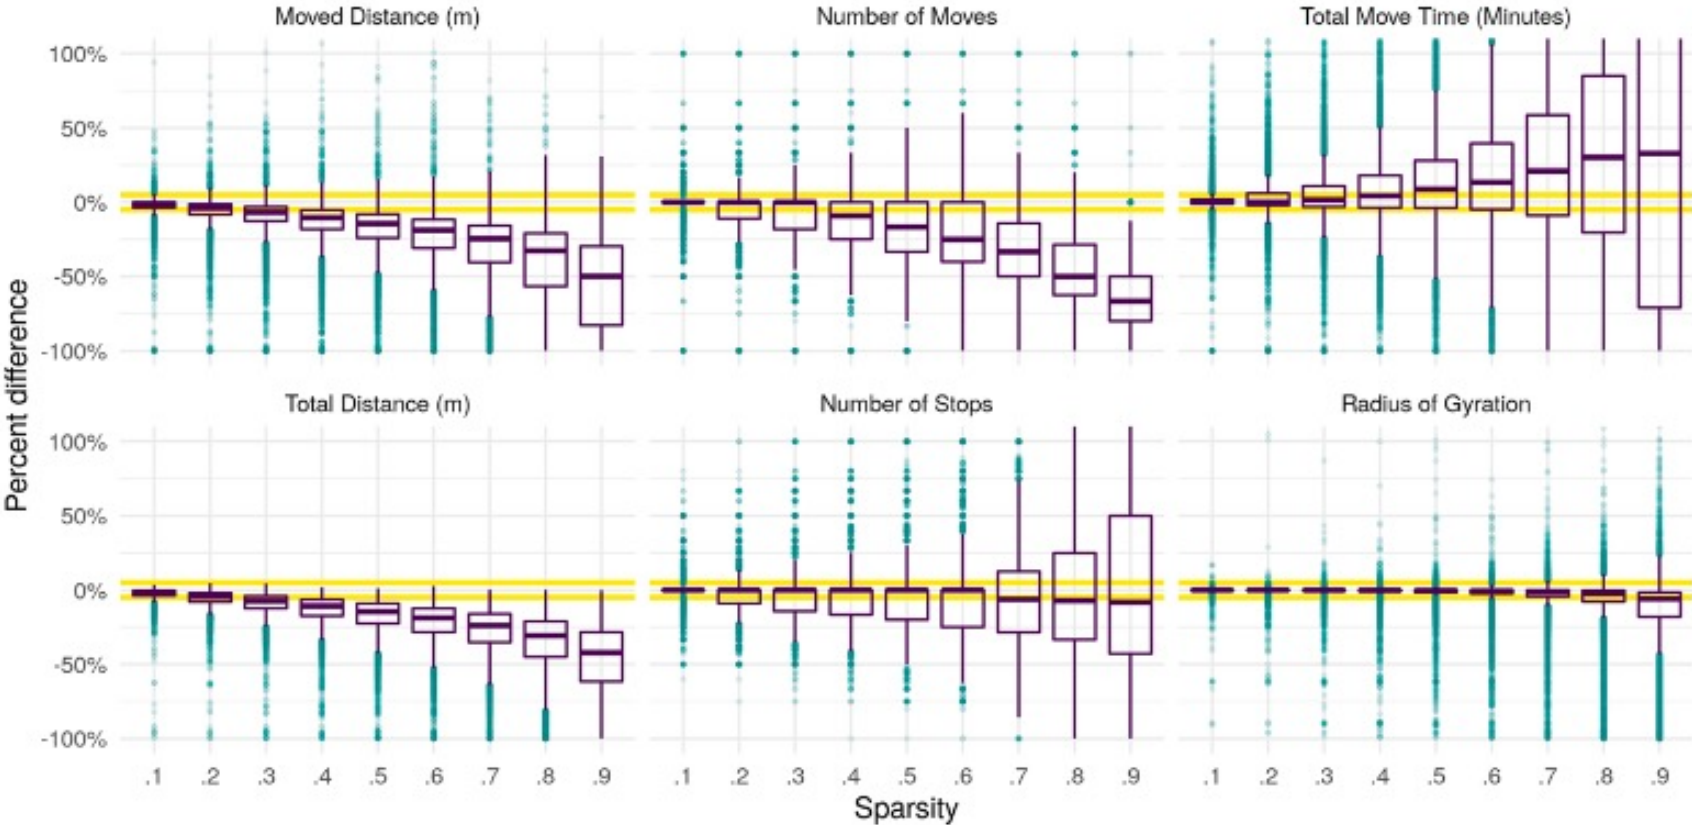 Moved Distance (m) Number of Moves Total Move Time (Minutes)
100%
50%
0%
-50%
-100%
Percent difference
Total Distance (m) Number of Stops Radius of Gyration
100%
50%
0%
-50%
-100%
.1 .2 .3 .4 .5 .6 .7 .8 .9 .1 .2 .3 .4 .5 .6 .7 .8 .9 .1 .2 .3 .4 .5 .6 .7 .8 .9
Sparsity